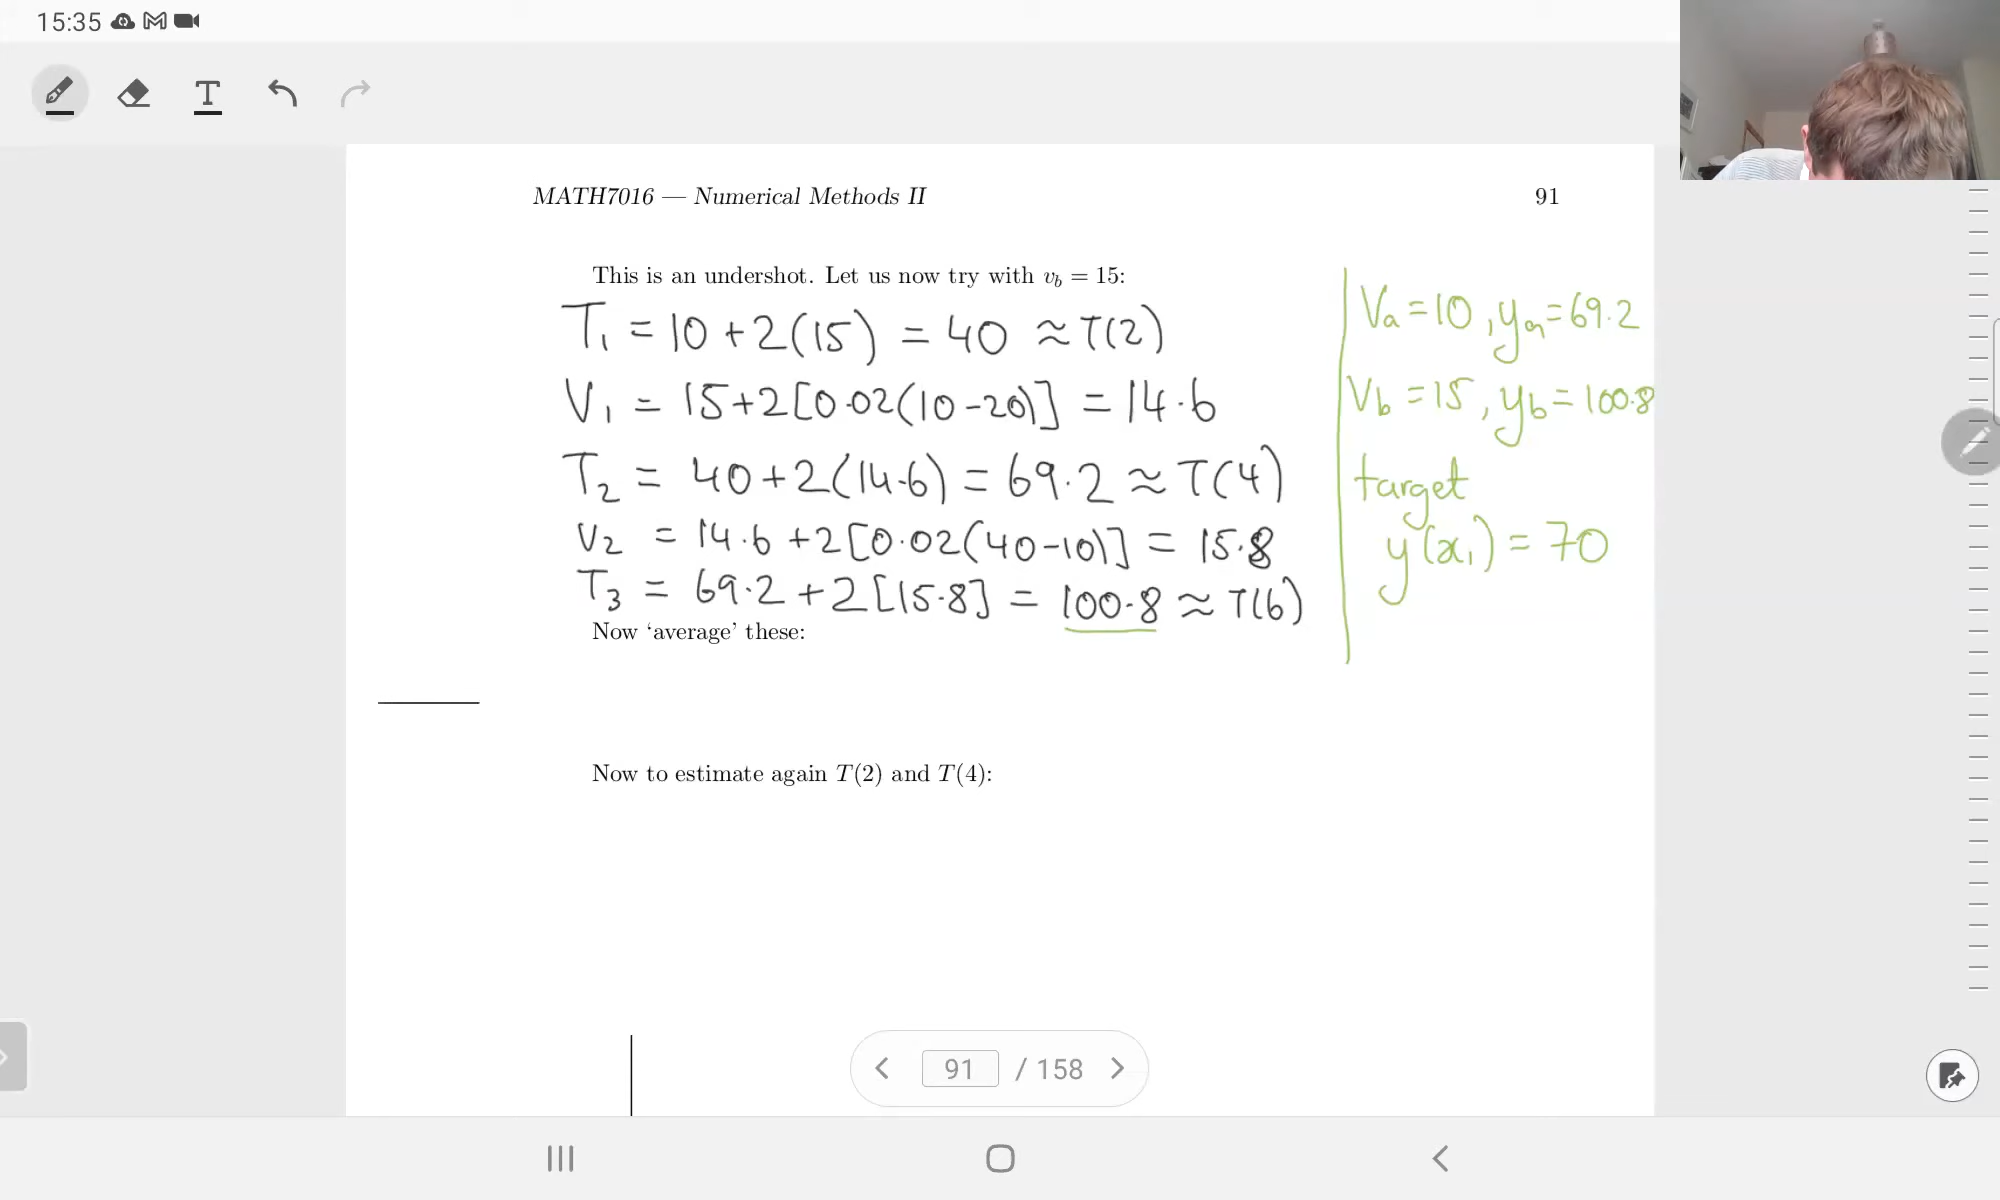 15:35
MATH7016 — Numerical Methods II 91
This is an undershot. Let us now try with v_b = 15:
T₁ = 10 + 2(15) = 40 ≈ T(2)
V₁ = 15 + 2[0.02(10 - 20)] = 14.6
T₂ = 40 + 2(14.6) = 69.2 ≈ T(4)
V₂ = 14.6 + 2[0.02(40 - 10)] = 15.8
T₃ = 69.2 + 2[15.8] = 100.8 ≈ T(6)
Va = 10, ya = 69.2
Vb = 15, yb = 100.8
target
y(x₁) = 70
Now ‘average’ these:
Now to estimate again T(2) and T(4):
91 / 158